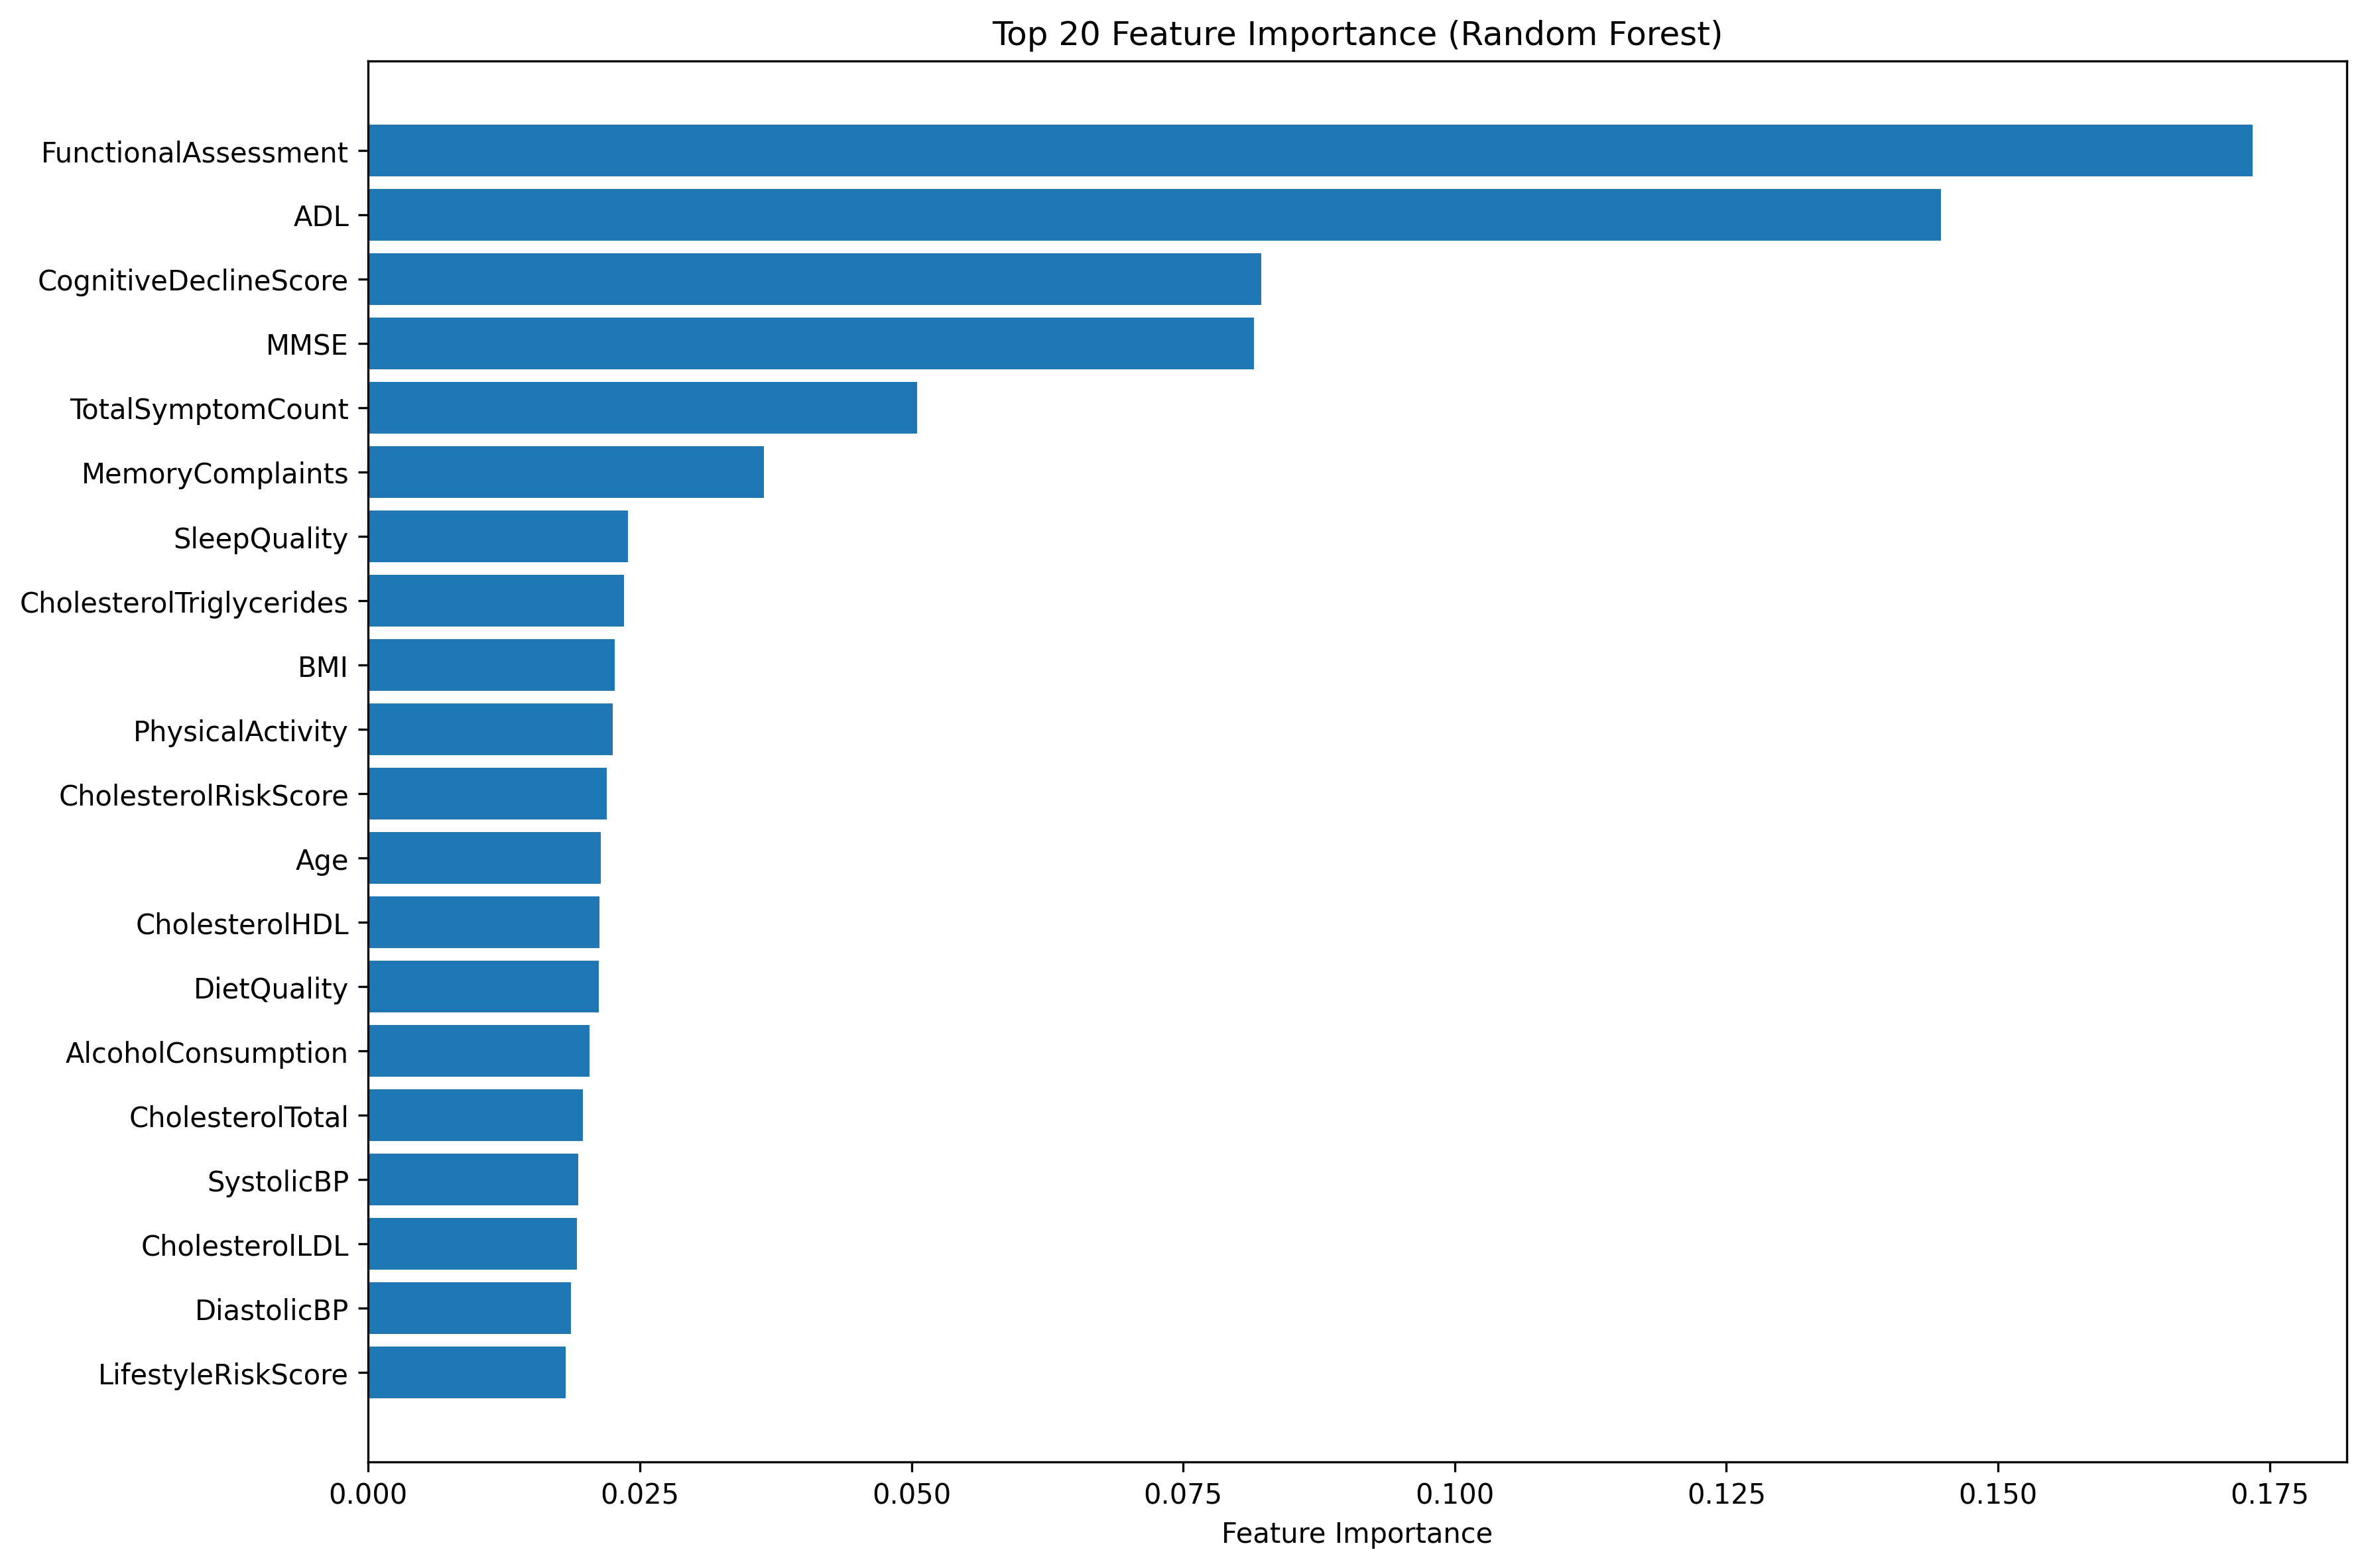 Top 20 Feature Importance (Random Forest)
FunctionalAssessment
ADL
CognitiveDeclineScore
MMSE
TotalSymptomCount
MemoryComplaints
SleepQuality
CholesterolTriglycerides
BMI
PhysicalActivity
CholesterolRiskScore
Age
CholesterolHDL
DietQuality
AlcoholConsumption
CholesterolTotal
SystolicBP
CholesterolLDL
DiastolicBP
LifestyleRiskScore
0.000 0.025 0.050 0.075 0.100 0.125 0.150 0.175
Feature Importance